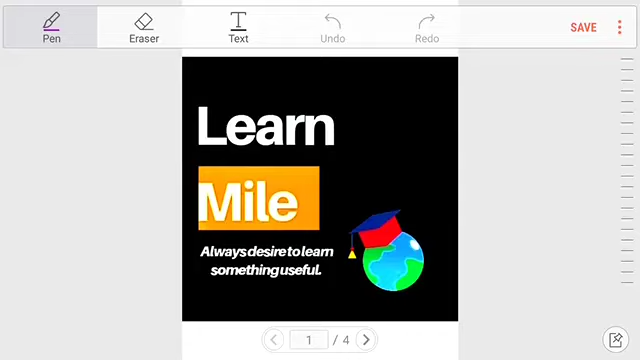 Pen
Eraser
Text
Undo
Redo
SAVE
Learn
Mile
Always desire to learn
something useful.
1 / 4